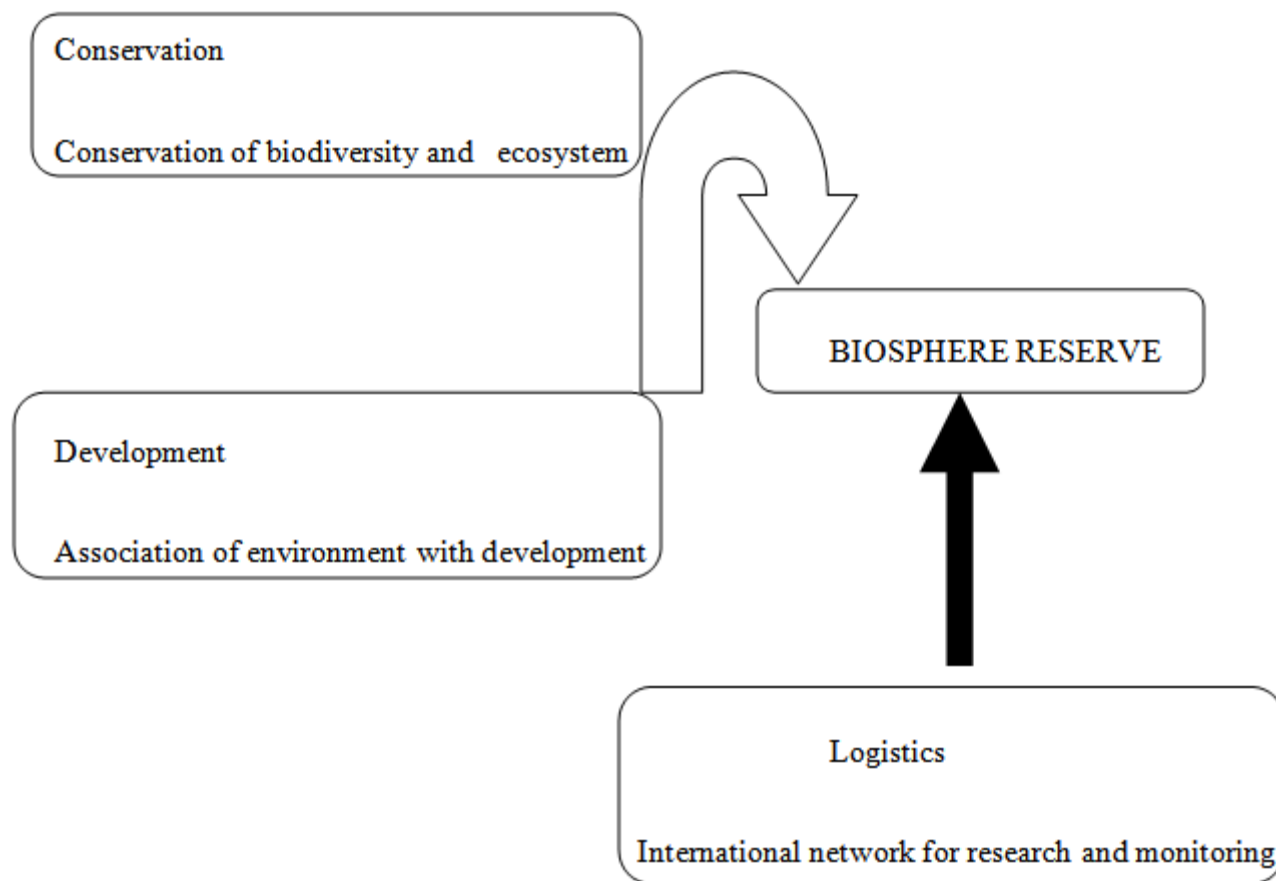 Conservation
Conservation of biodiversity and ecosystem
BIOSPHERE RESERVE
Development
Association of environment with development
Logistics
International network for research and monitoring